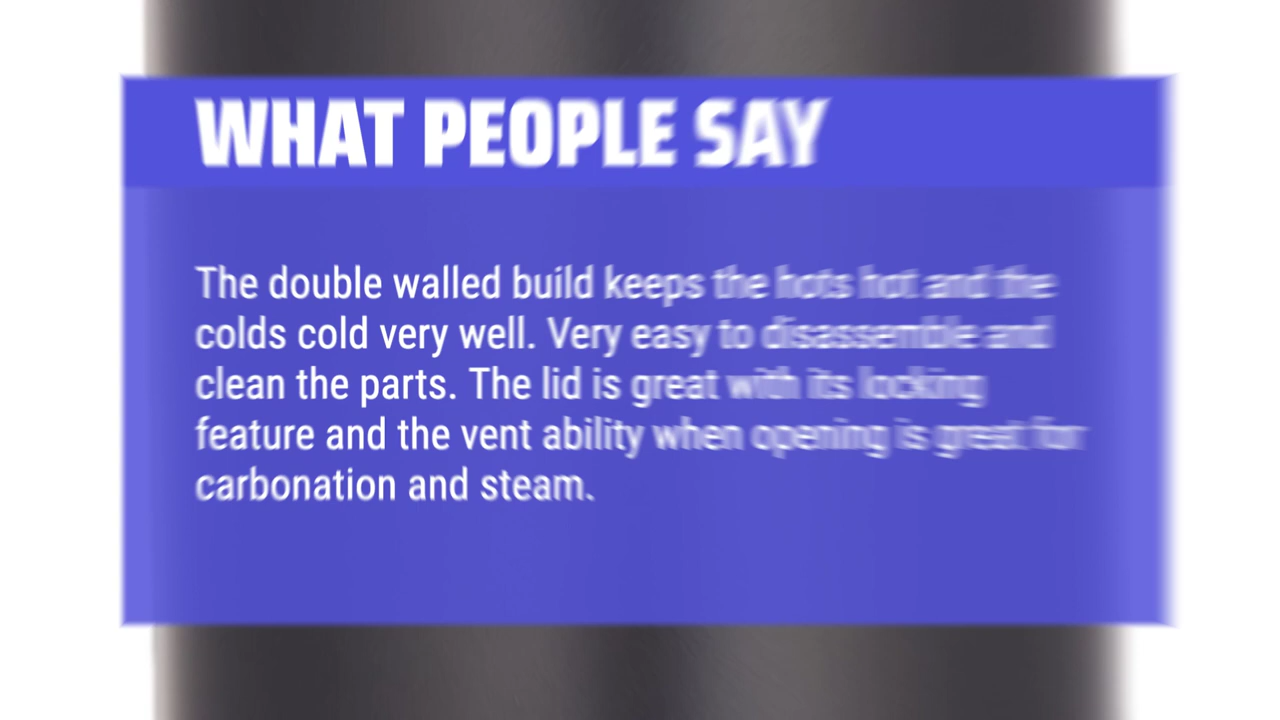 WHAT PEOPLE SAY
The double walled build keeps the hots hot and the
colds cold very well. Very easy to disassemble and
clean the parts. The lid is great with its locking
feature and the vent ability when opening is great for
carbonation and steam.